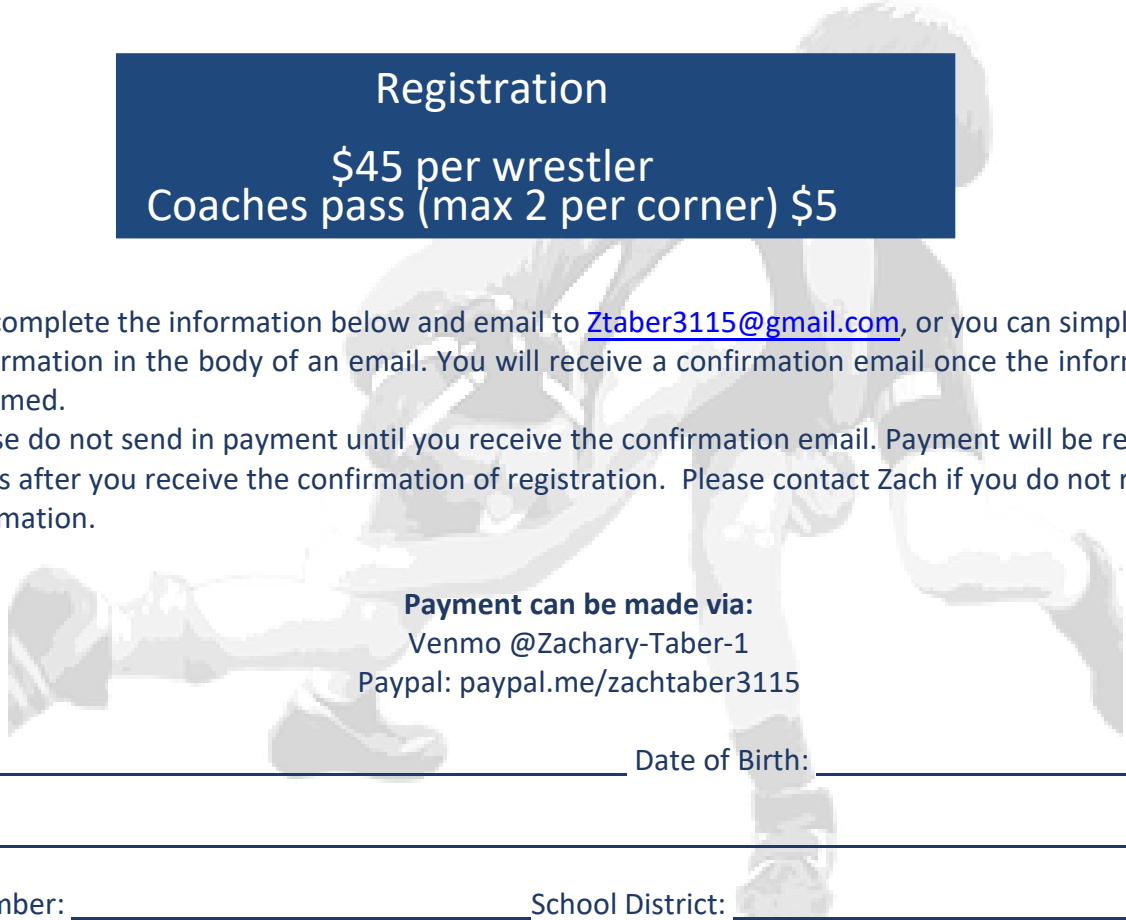 Registration
$45 per wrestler
Coaches pass (max 2 per corner) $5
complete the information below and email to Ztaber3115@gmail.com, or you can simpl
rmation in the body of an email. You will receive a confirmation email once the infor
med.
se do not send in payment until you receive the confirmation email. Payment will be re
s after you receive the confirmation of registration. Please contact Zach if you do not r
mation.
Payment can be made via:
Venmo @Zachary-Taber-1
Paypal: paypal.me/zachtaber3115
Date of Birth:
mber: School District: